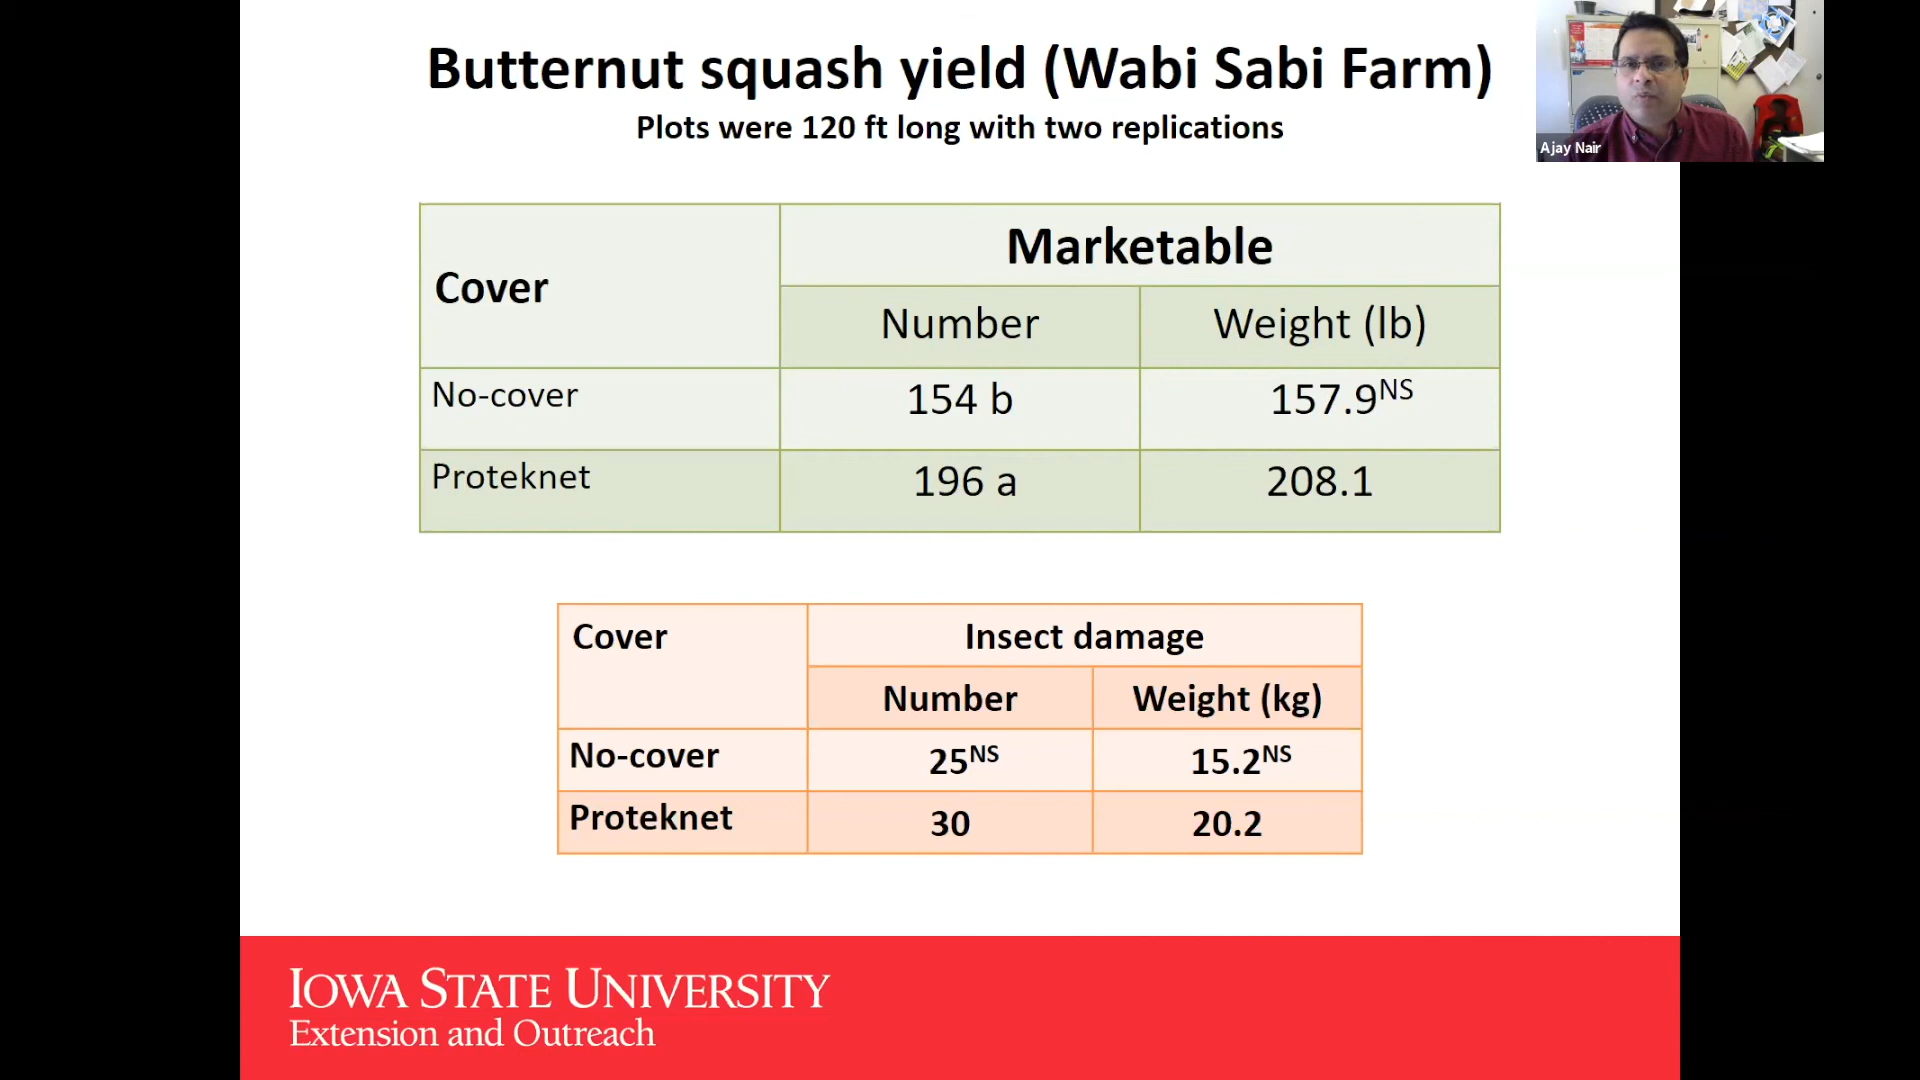 Butternut squash yield (Wabi Sabi Farm)
Plots were 120 ft long with two replications
Ajay Nair
Cover
Marketable
Number Weight (lb)
No-cover 154 b 157.9NS
Proteknet 196 a 208.1
Cover Insect damage
Number Weight (kg)
No-cover 25NS 15.2NS
Proteknet 30 20.2
IOWA STATE UNIVERSITY
Extension and Outreach